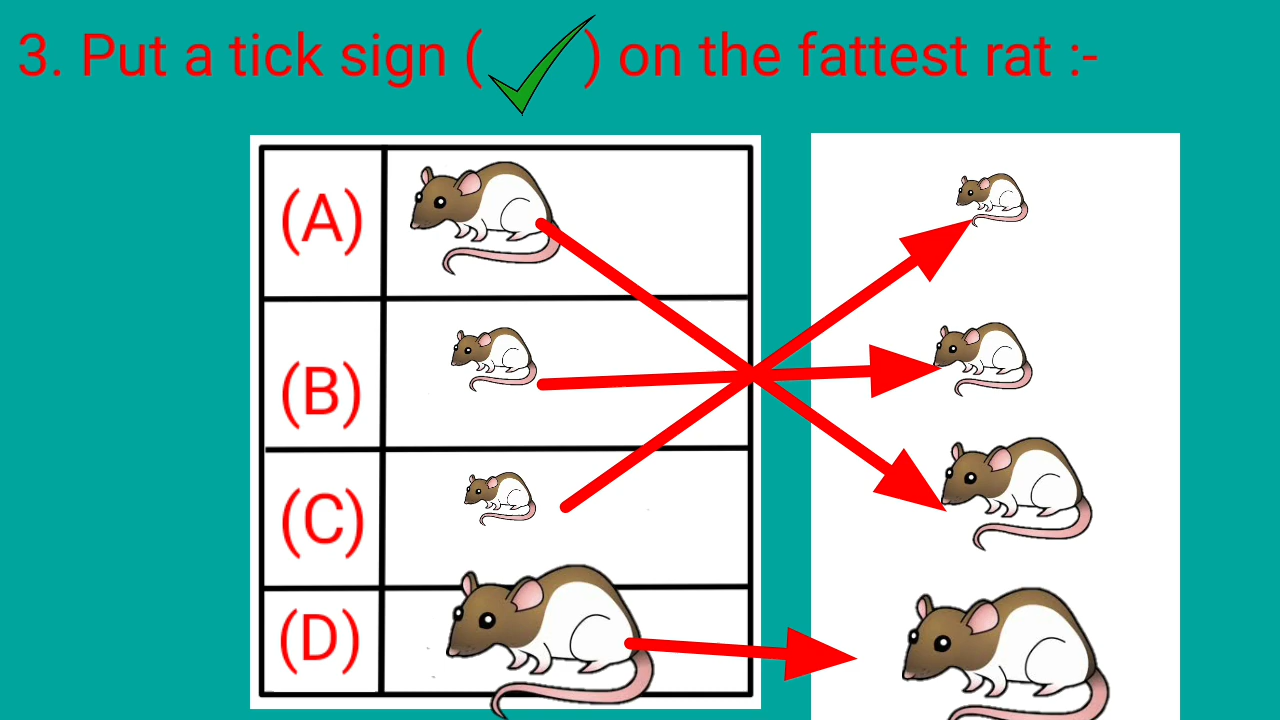 3. Put a tick sign (✓) on the fattest rat :-
(A)
(B)
(C)
(D)